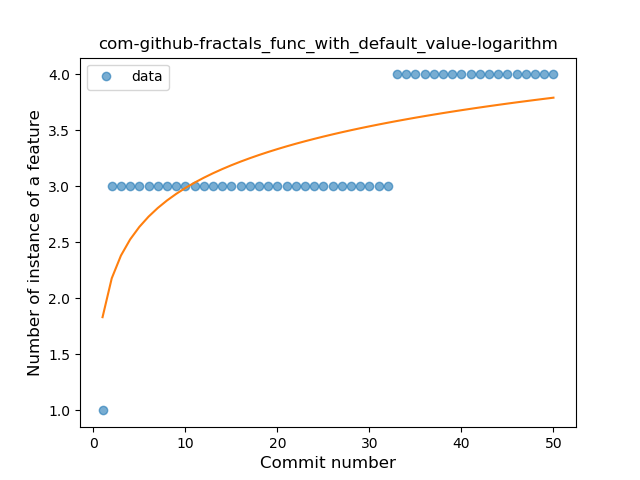 com-github-fractals_func_with_default_value-logarithm
data
Number of instance of a feature
4.0
3.5
3.0
2.5
2.0
1.5
1.0
0 10 20 30 40 50
Commit number